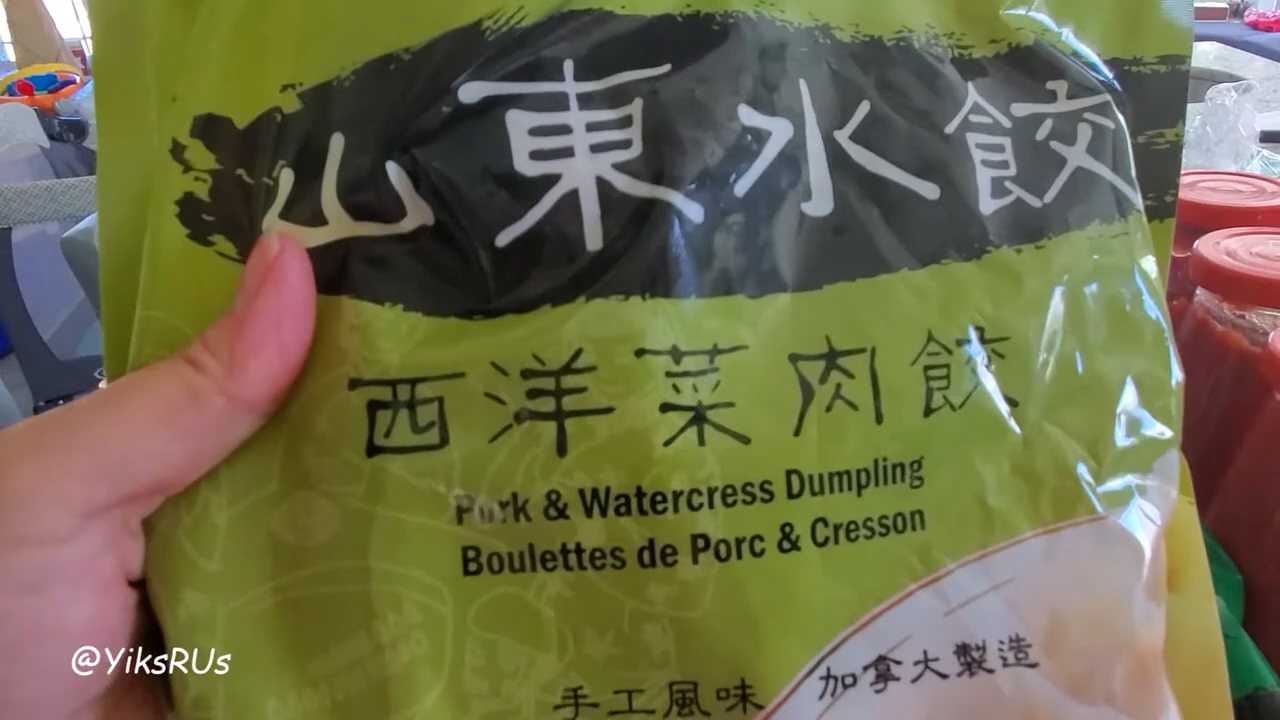 山東水餃
西洋菜肉餃
Pork & Watercress Dumpling
Boulettes de Porc & Cresson
加拿大製造
手工風味
@YiksRUs